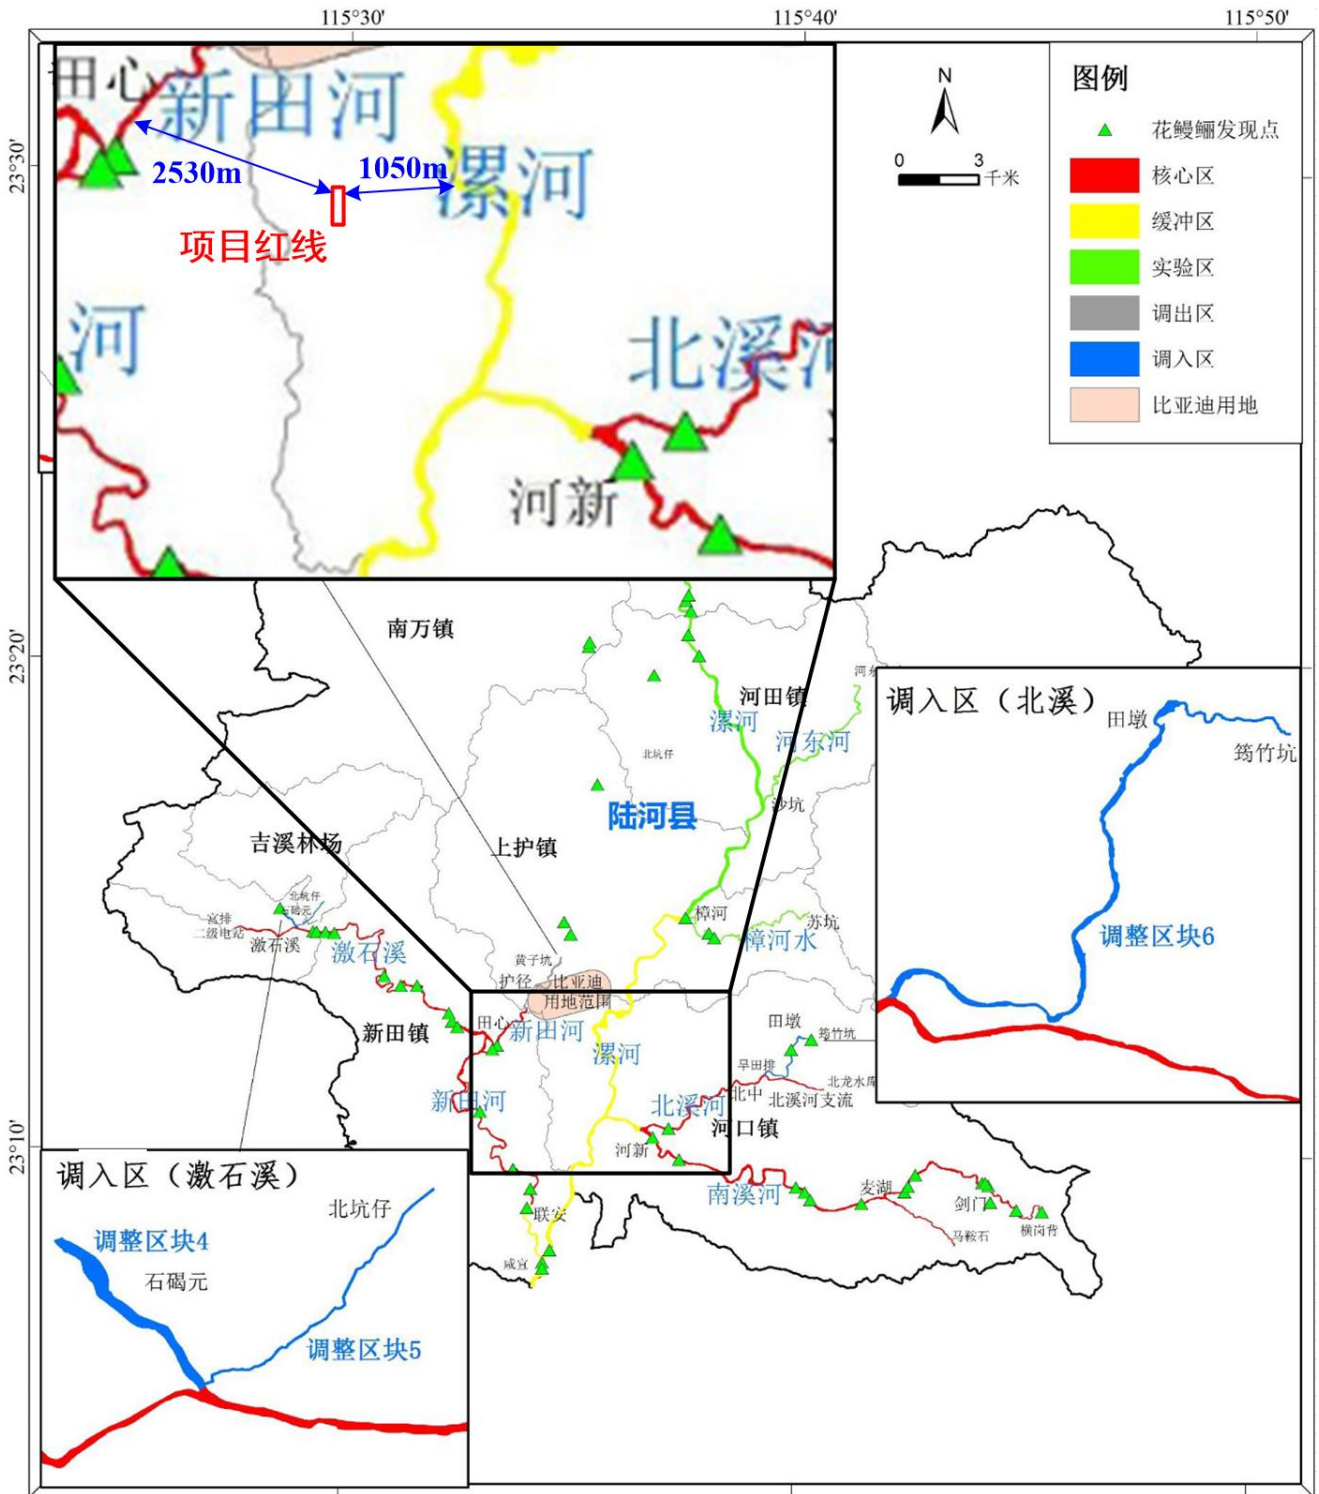 115°30'
115°40'
115°50'
23°30'
23°20'
23°10'
田心
新田河
2530m
1050m
漯河
项目红线
河
北溪河
河新
N
0
3
千米
图例
花鳗鲡发现点
核心区
缓冲区
实验区
调出区
调入区
比亚迪用地
南万镇
河田镇
漯河
河东河
北坑仔
沙坑
陆河县
吉溪林场
上护镇
北坑仔
石碣元
宫排
二级电站
激石溪
激石溪
樟河
苏坑
樟河水
黄子坑
护径
比亚迪
用地范围
新田镇
田心
新田河
漯河
田墩
筠竹坑
旱田排
北中
北龙水库
北溪河支流
新田河
北溪河
河口镇
河新
南溪河
麦湖
剑门
马鞍石
横岗背
联安
咸宜
调入区（北溪）
田墩
筠竹坑
调整区块6
调入区（激石溪）
北坑仔
调整区块4
石碣元
调整区块5